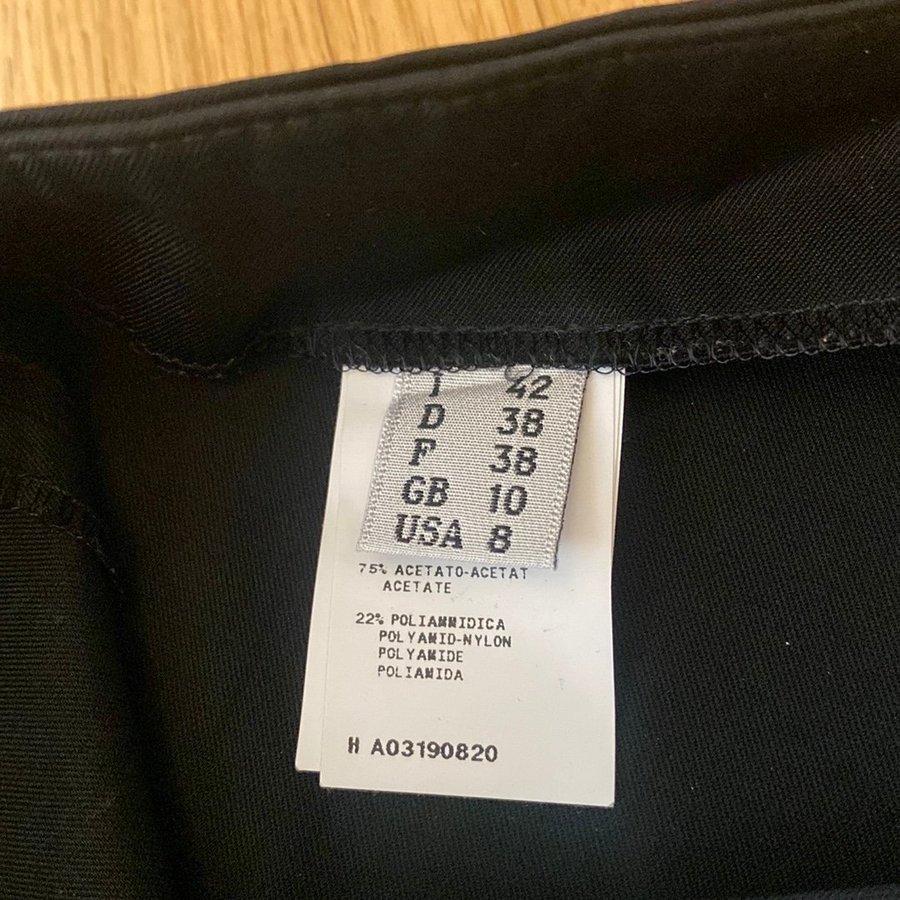 I 42
D 38
F 38
GB 10
USA 8
75% ACETATO-ACETAT
ACETATE
22% POLIAMMIDICA
POLYAMID-NYLON
POLYAMIDE
POLIAMIDA
H A03190820